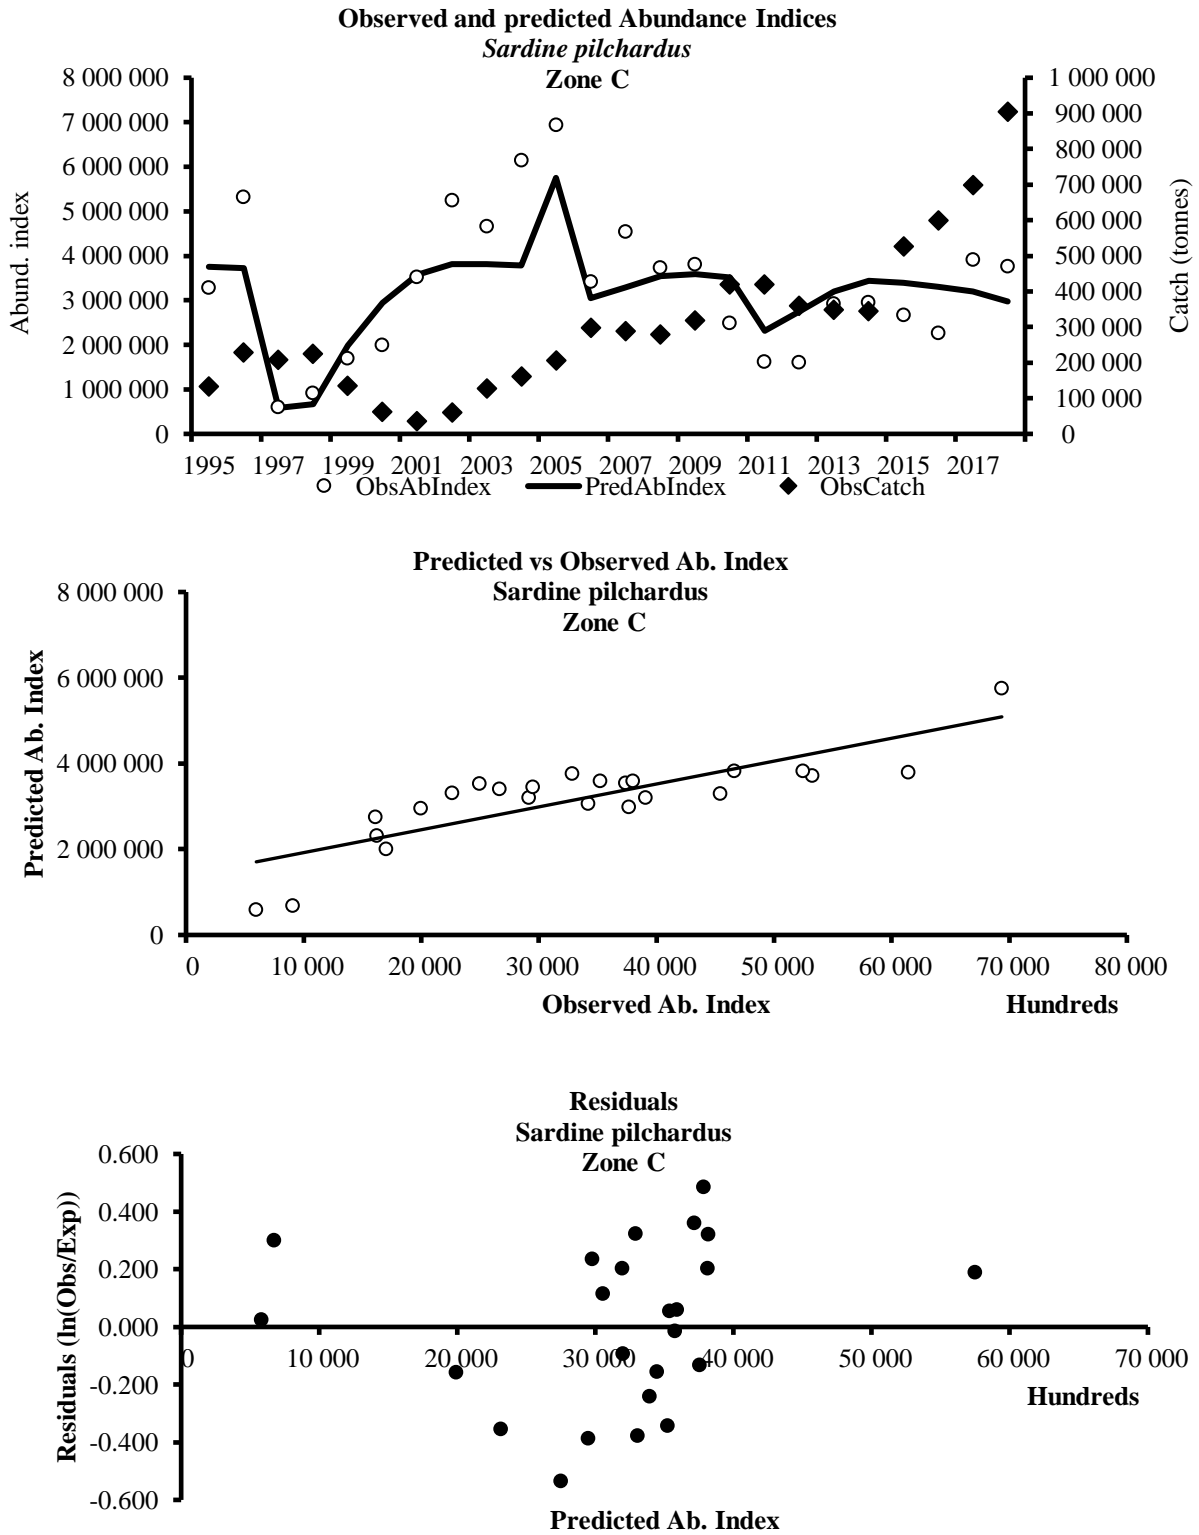 Observed and predicted Abundance Indices
Sardine pilchardus
Zone C
8 000 000
7 000 000
6 000 000
5 000 000
4 000 000
3 000 000
2 000 000
1 000 000
0
Abund. index
1 000 000
900 000
800 000
700 000
600 000
500 000
400 000
300 000
200 000
100 000
0
Catch (tonnes)
1995 1997 1999 2001 2003 2005 2007 2009 2011 2013 2015 2017
ObsAbIndex PredAbIndex ObsCatch
Predicted vs Observed Ab. Index
Sardine pilchardus
Zone C
8 000 000
6 000 000
4 000 000
2 000 000
0
Predicted Ab. Index
0 10 000 20 000 30 000 40 000 50 000 60 000 70 000 80 000
Observed Ab. Index Hundreds
Residuals
Sardine pilchardus
Zone C
0.600
0.400
0.200
0.000
-0.200
-0.400
-0.600
Residuals (ln(Obs/Exp))
0 10 000 20 000 30 000 40 000 50 000 60 000 70 000
Hundreds
Predicted Ab. Index